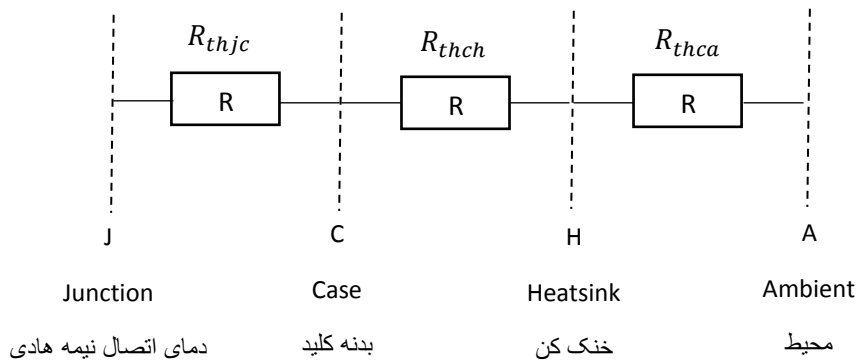 R_thjc R_thch R_thca
R R R
J C H A
Junction Case Heatsink Ambient
دمای اتصال نیمه هادی بدنه کلید خنک کن محیط